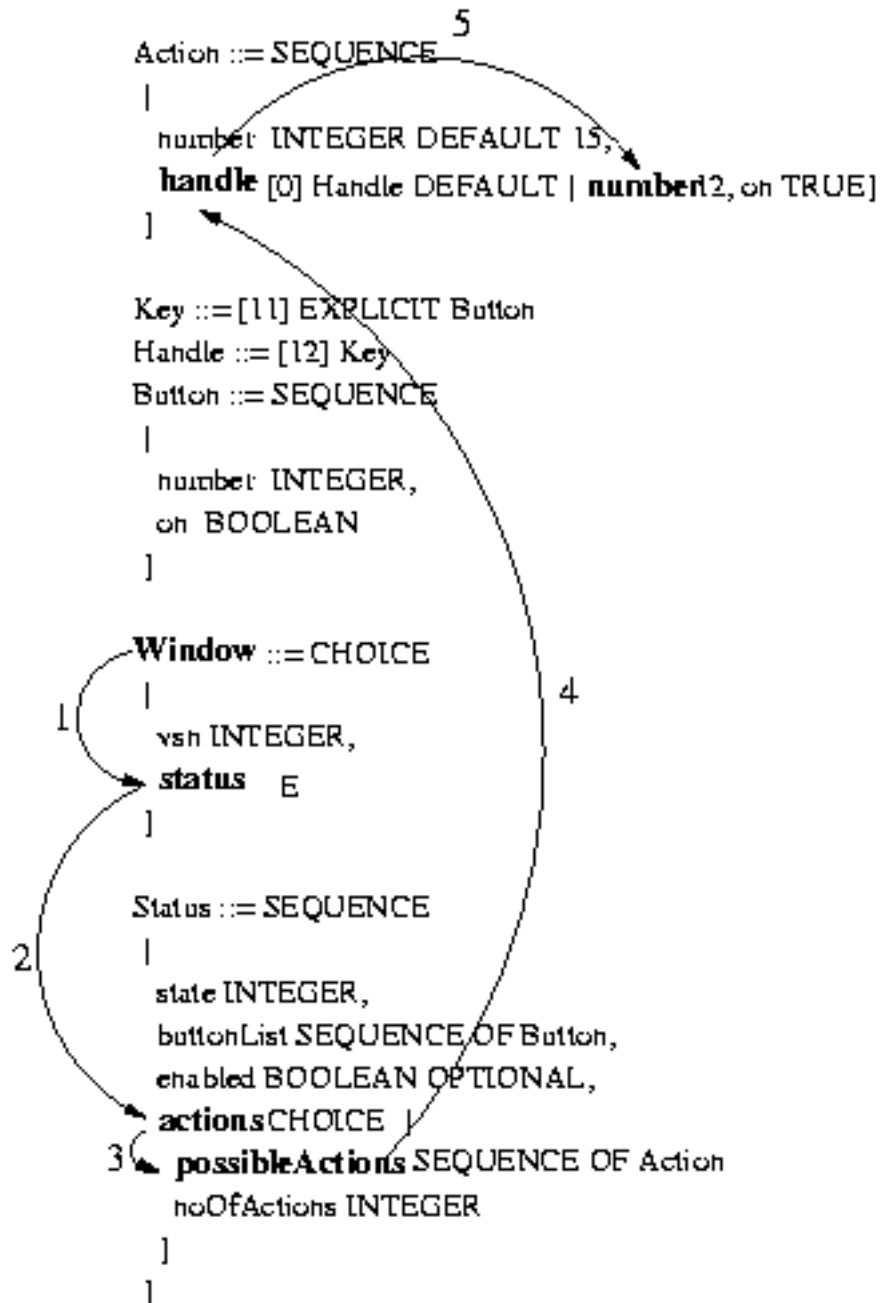 5
Action ::= SEQUENCE
[
number INTEGER DEFAULT 15,
handle [0] Handle DEFAULT [ number12, on TRUE]
]
Key ::= [11] EXPLICIT Button
Handle ::= [12] Key
Button ::= SEQUENCE
[
number INTEGER,
on BOOLEAN
]
Window ::= CHOICE
[
1
4
vsn INTEGER,
status E
]
Status ::= SEQUENCE
2
[
state INTEGER,
buttonList SEQUENCE OF Button,
enabled BOOLEAN OPTIONAL,
actions CHOICE [
3
possibleActions SEQUENCE OF Action
noOfActions INTEGER
]
]